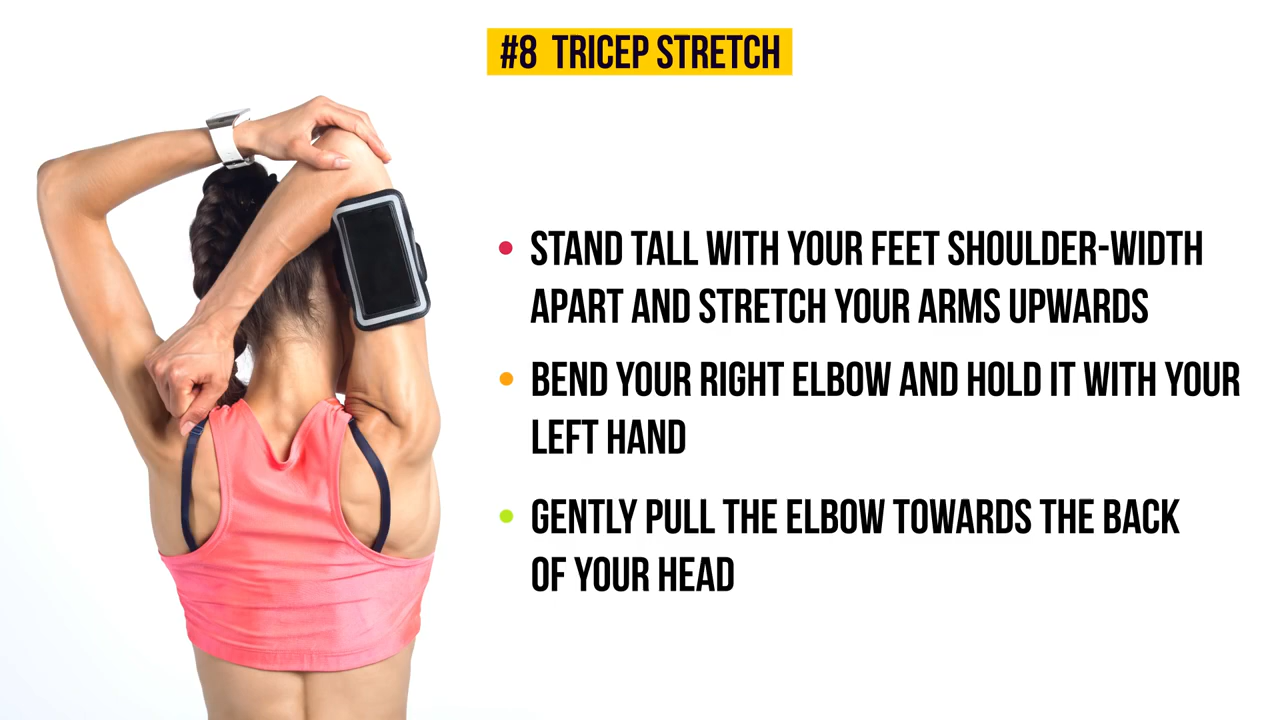 #8 TRICEP STRETCH
STAND TALL WITH YOUR FEET SHOULDER-WIDTH
APART AND STRETCH YOUR ARMS UPWARDS
BEND YOUR RIGHT ELBOW AND HOLD IT WITH YOUR
LEFT HAND
GENTLY PULL THE ELBOW TOWARDS THE BACK
OF YOUR HEAD